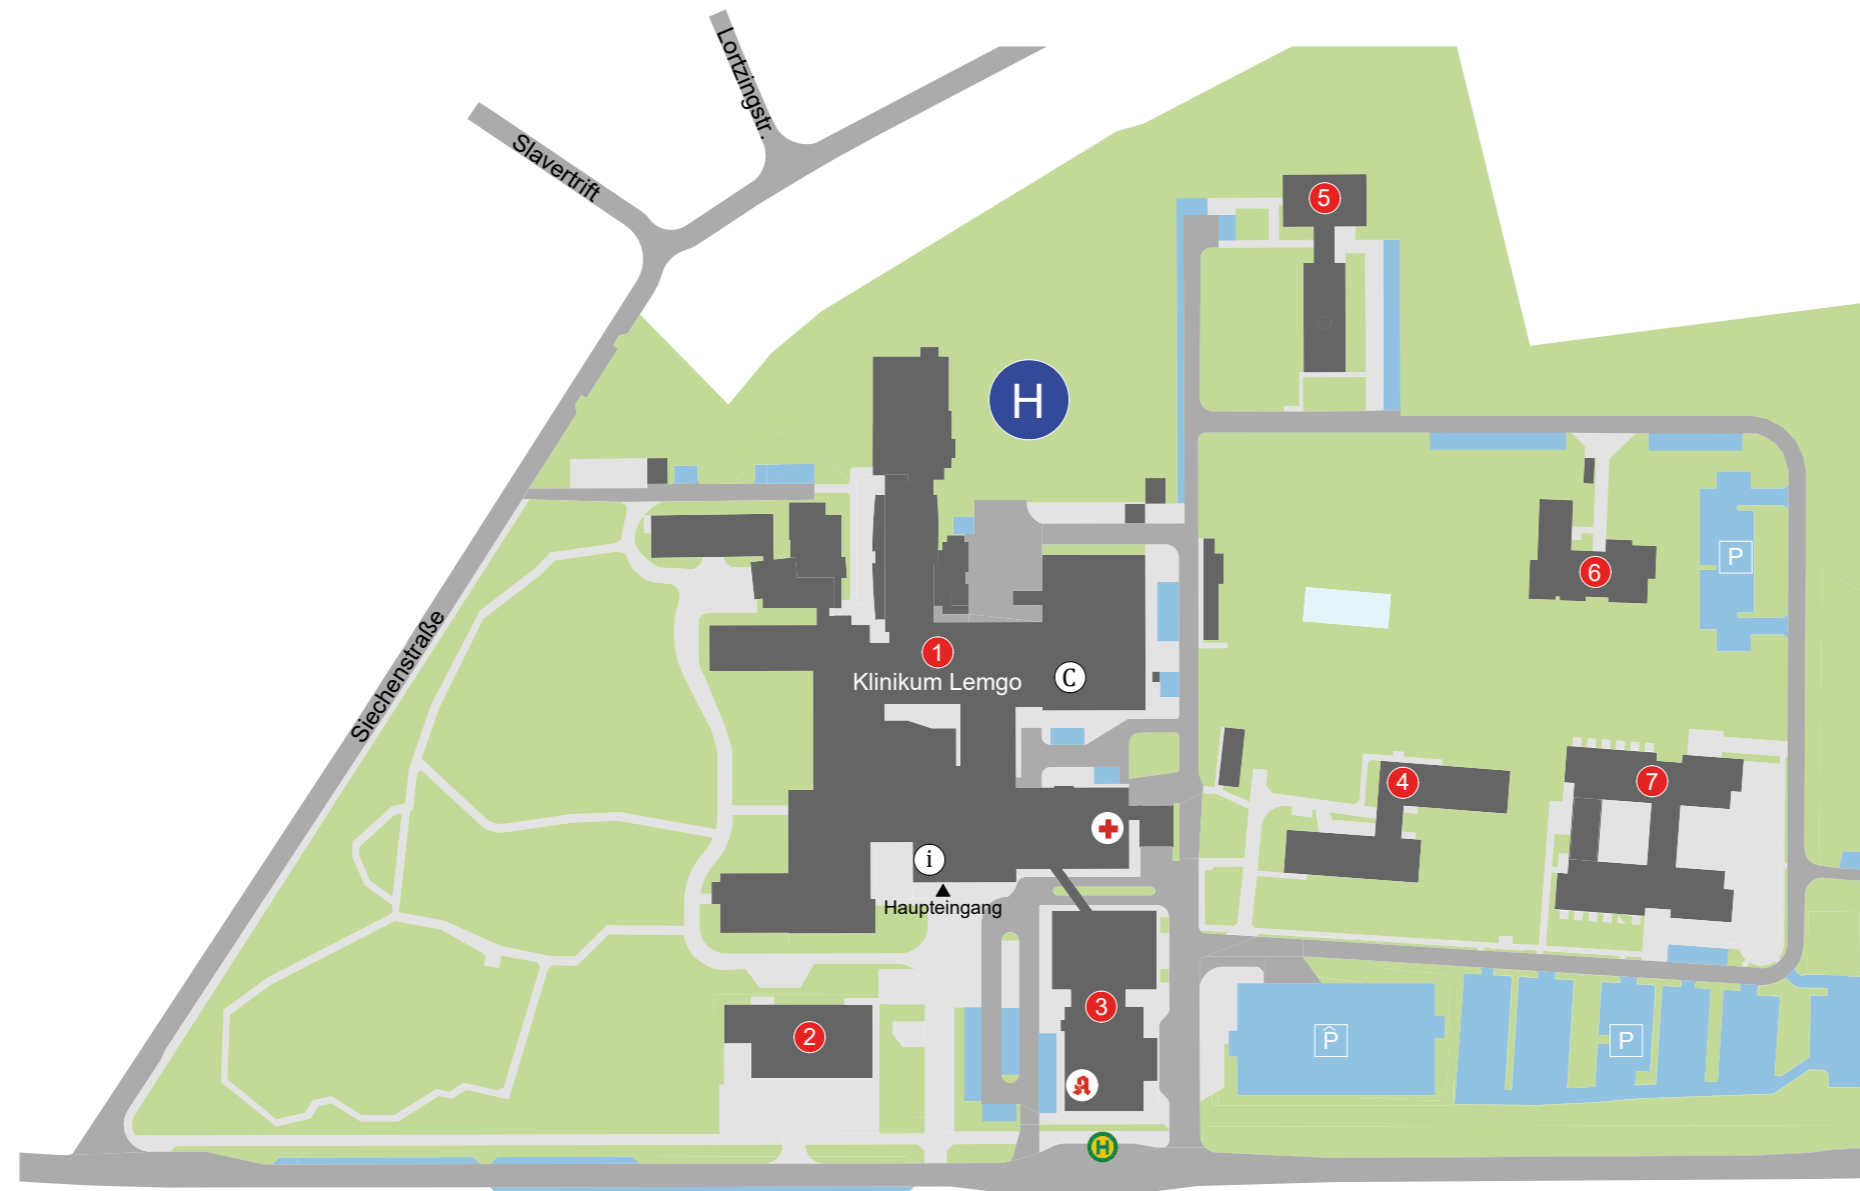 Lortzingstr.
Slavertrift
5
H
6
P
Siechenstraße
1
Klinikum Lemgo
C
4
7
i
Haupteingang
3
2
P
P
H